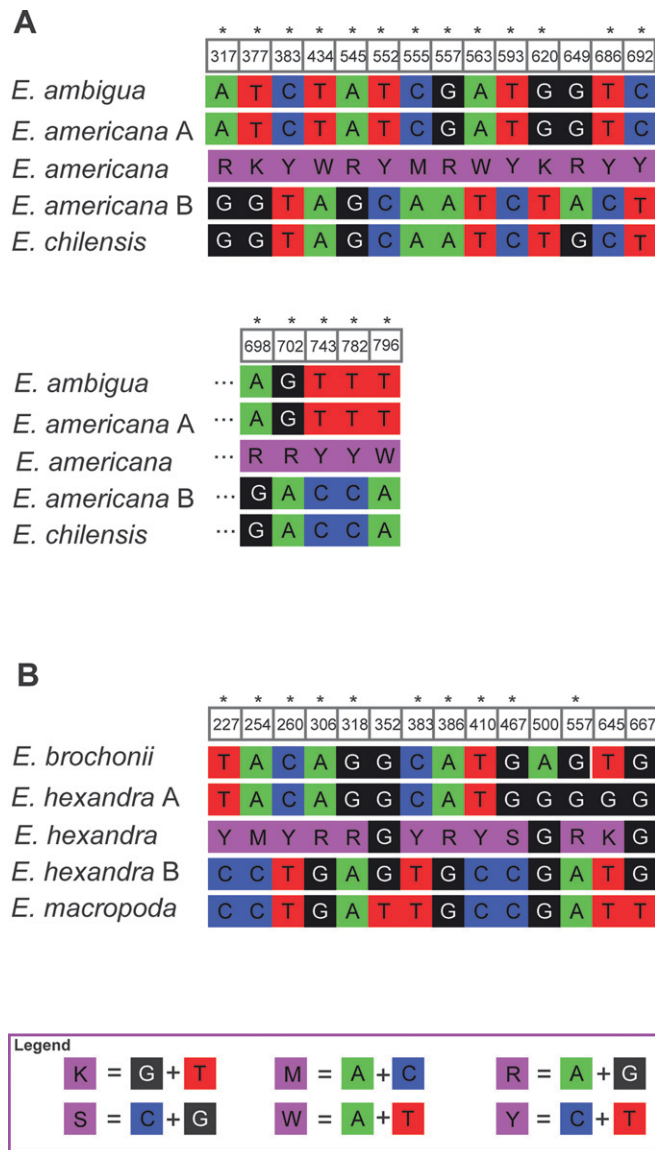 A
* * * * * * * * * * * * *
317 377 383 434 545 552 555 557 563 593 620 649 686 692
E. ambigua A T C T A T C G A T G G T C
E. americana A A T C T A T C G A T G G T C
E. americana R K Y W R Y M R W Y K R Y Y
E. americana B G G T A G C A A T C T A C T
E. chilensis G G T A G C A A T C T G C T
* * * * *
698 702 743 782 796
E. ambigua ... A G T T T
E. americana A ... A G T T T
E. americana ... R R Y Y W
E. americana B ... G A C C A
E. chilensis ... G A C C A
B
* * * * * * * * * *
227 254 260 306 318 352 383 386 410 467 500 557 645 667
E. brochonii T A C A G G C A T G A G T G
E. hexandra A T A C A G G C A T G G G G G
E. hexandra Y M Y R R G Y R Y S G R K G
E. hexandra B C C T G A G T G C C G A T G
E. macropoda C C T G A T T G C C G A T T
Legend
K = G + T M = A + C R = A + G
S = C + G W = A + T Y = C + T